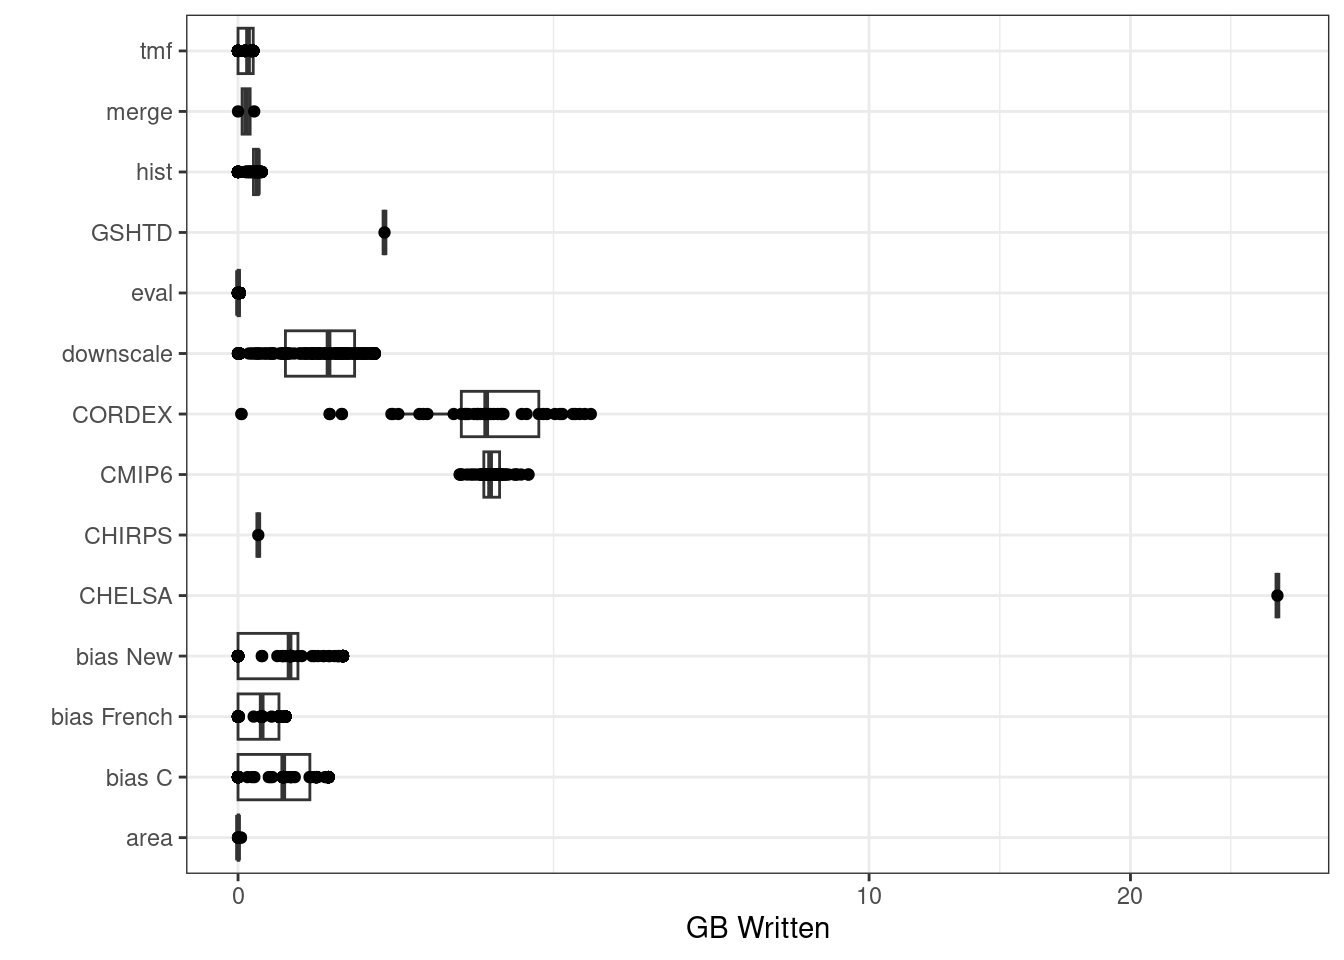 tmf
merge
hist
GSHTD
eval
downscale
CORDEX
CMIP6
CHIRPS
CHELSA
bias New
bias French
bias C
area
0 10 20
GB Written